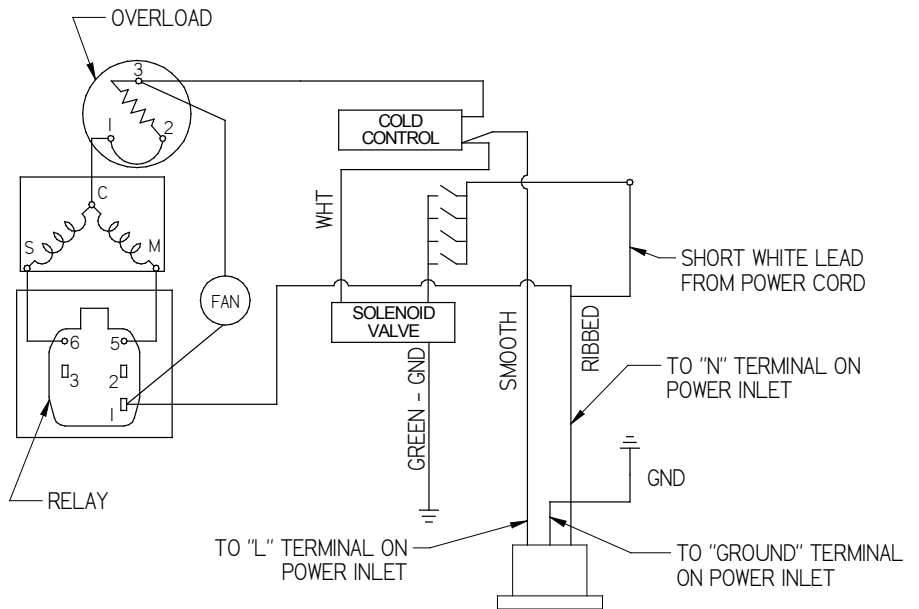 OVERLOAD
3
1
2
COLD
CONTROL
C
S
M
WHT
SHORT WHITE LEAD
FROM POWER CORD
FAN
SOLENOID
VALVE
6
5
3
2
1
SMOOTH
RIBBED
GREEN - GND
TO "N" TERMINAL ON
POWER INLET
GND
RELAY
TO "L" TERMINAL ON
POWER INLET
TO "GROUND" TERMINAL
ON POWER INLET